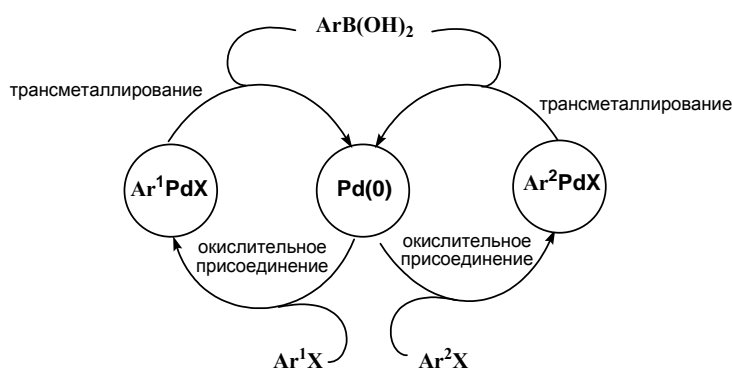 ArB(OH)₂
трансметаллирование
трансметаллирование
Ar¹PdX
Pd(0)
Ar²PdX
окислительное
присоединение
окислительное
присоединение
Ar¹X
Ar²X